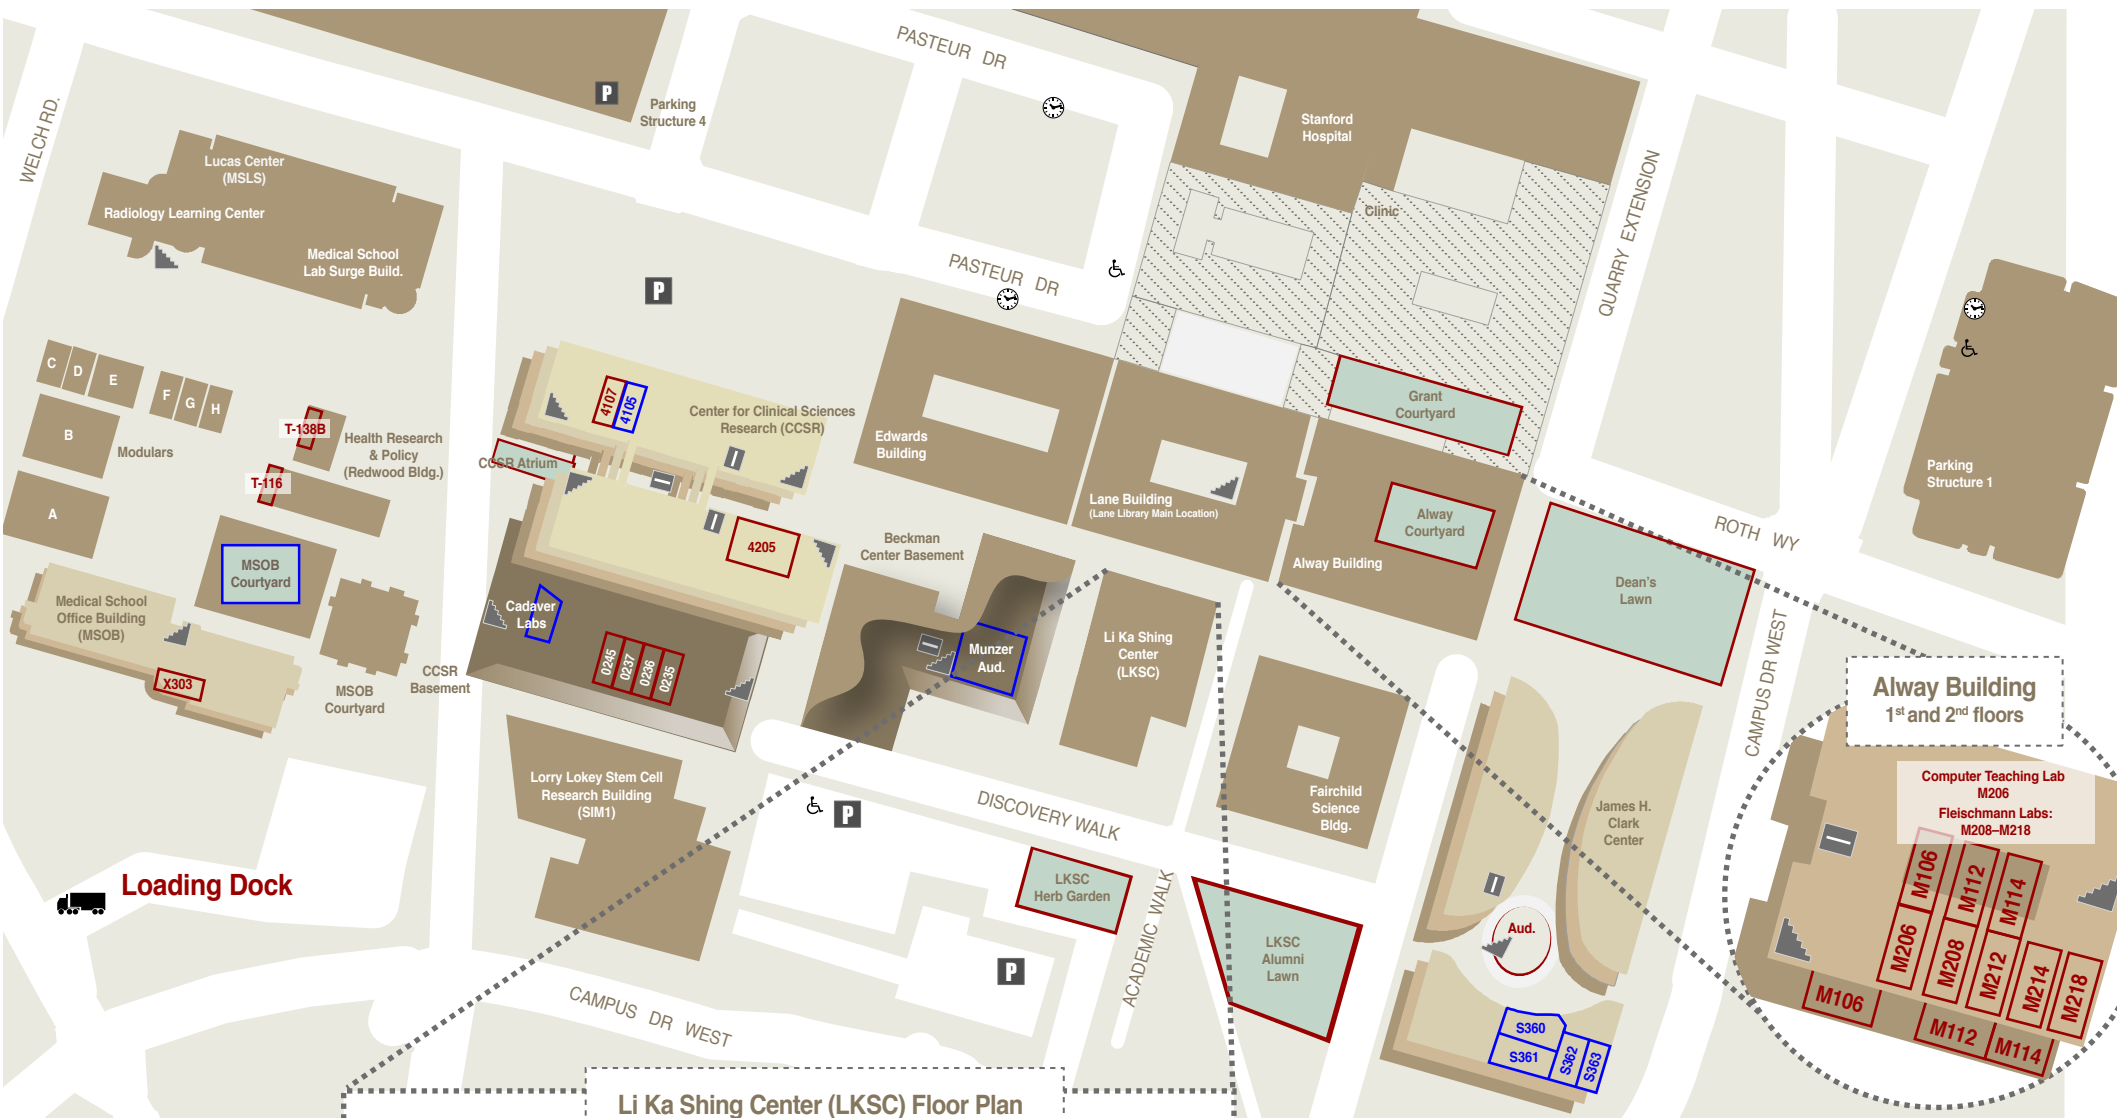 PASTEUR DR
P
Parking
Structure 4
WELCH RD.
Stanford
Hospital
Lucas Center
(MSLS)
Radiology Learning Center
Medical School
Lab Surge Build.
Clinic
QUARRY EXTENSION
PASTEUR DR
P
C
D
E
F
G
H
B
A
Modulars
T-138B
T-116
Health Research
& Policy
(Redwood Bldg.)
4107
4105
Center for Clinical Sciences
Research (CCSR)
CCSR Atrium
4205
Edwards
Building
Grant
Courtyard
Lane Building
(Lane Library Main Location)
Alway
Courtyard
Alway Building
Parking
Structure 1
ROTH WY
Dean's
Lawn
MSOB
Courtyard
Medical School
Office Building
(MSOB)
X303
MSOB
Courtyard
CCSR
Basement
Cadaver
Labs
0245
0237
0236
0235
Beckman
Center Basement
Munzer
Aud.
Li Ka Shing
Center
(LKSC)
CAMPUS DR WEST
Alway Building
1st and 2nd floors
Computer Teaching Lab
M206
Fleischmann Labs:
M208–M218
M106
M112
M114
M206
M208
M212
M214
M218
M106
M112
M114
Lorry Lokey Stem Cell
Research Building
(SIM1)
P
DISCOVERY WALK
Fairchild
Science
Bldg.
James H.
Clark
Center
Loading Dock
LKSC
Herb Garden
ACADEMIC WALK
LKSC
Alumni
Lawn
Aud.
P
CAMPUS DR WEST
S360
S361
S362
S363
Li Ka Shing Center (LKSC) Floor Plan